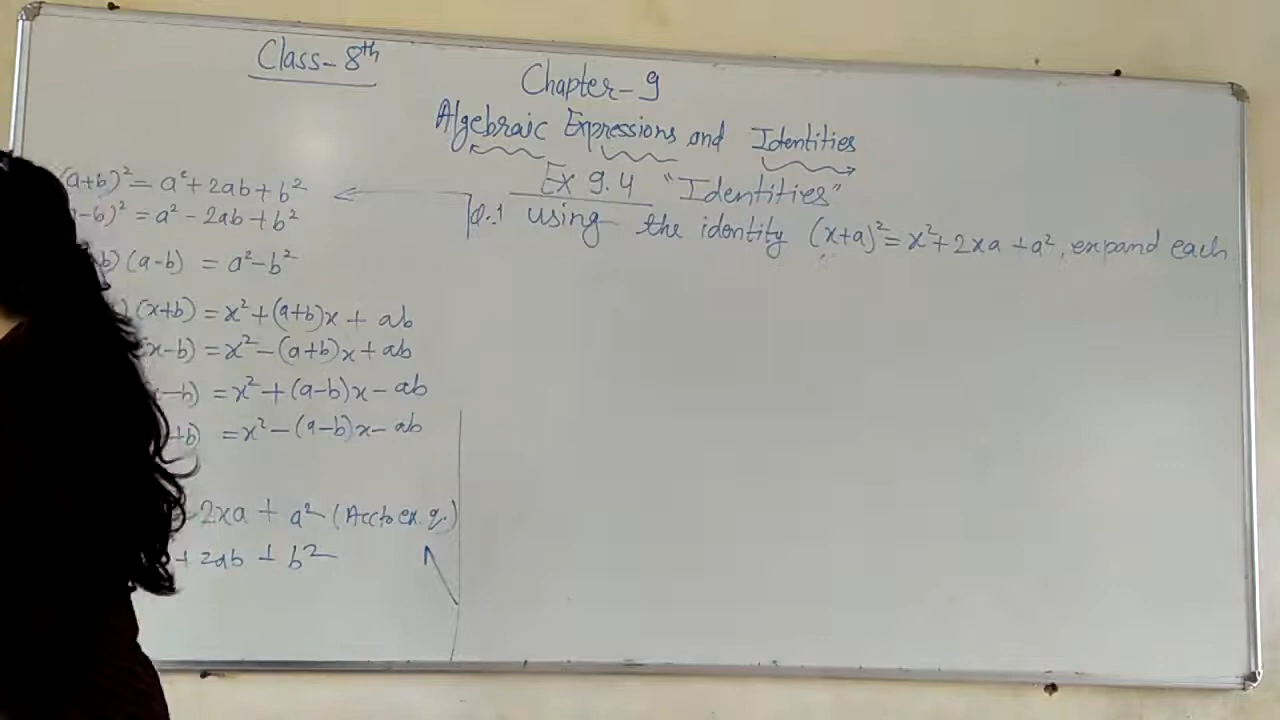 Class-8th
Chapter-9
Algebraic Expressions and Identities
Ex 9.4 "Identities"
Q.1 using the identity (x+a)² = x²+2xa+a², expand each
(a+b)² = a²+2ab+b²
-b)² = a²-2ab+b²
b)(a-b) = a²-b²
)(x+b) = x²+(a+b)x+ab
(x-b) = x²-(a+b)x+ab
-b) = x²+(a-b)x-ab
+b) = x²-(a-b)x-ab
2xa + a² (Acc to ex. q.)
+2ab+b²